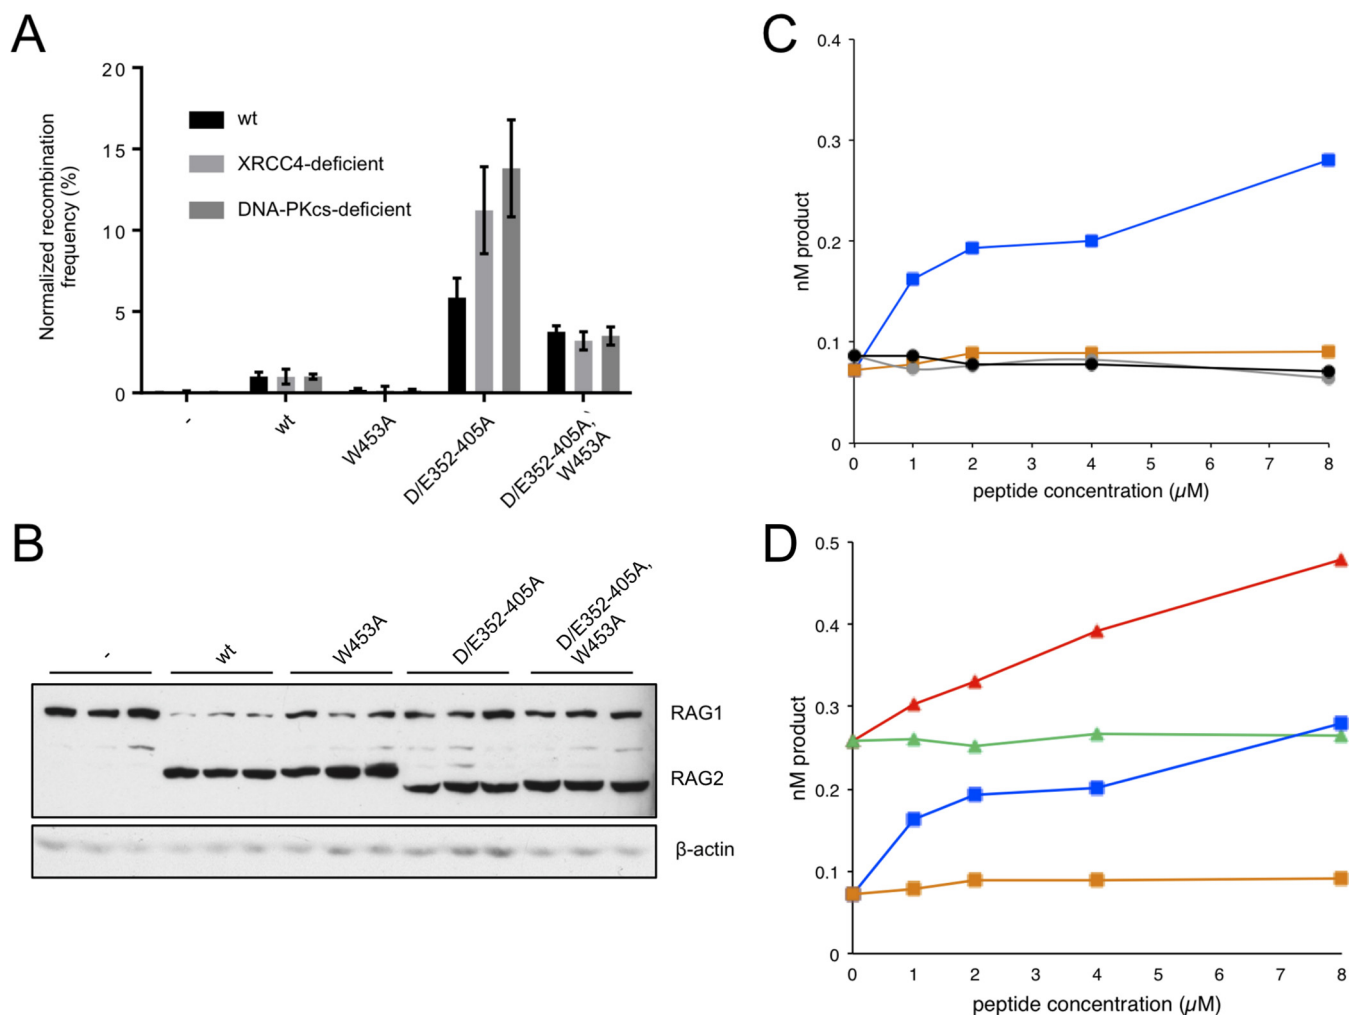 A
Normalized recombination
frequency (%)
20
15
10
5
0
wt
XRCC4-deficient
DNA-PKcs-deficient
-
wt
W453A
D/E352-405A
D/E352-405A,
W453A
B
-
wt
W453A
D/E352-405A
D/E352-405A,
W453A
RAG1
RAG2
β-actin
C
nM product
0.4
0.3
0.2
0.1
0
0 1 2 3 4 5 6 7 8
peptide concentration (µM)
D
nM product
0.5
0.4
0.3
0.2
0.1
0
0 1 2 3 4 5 6 7 8
peptide concentration (µM)